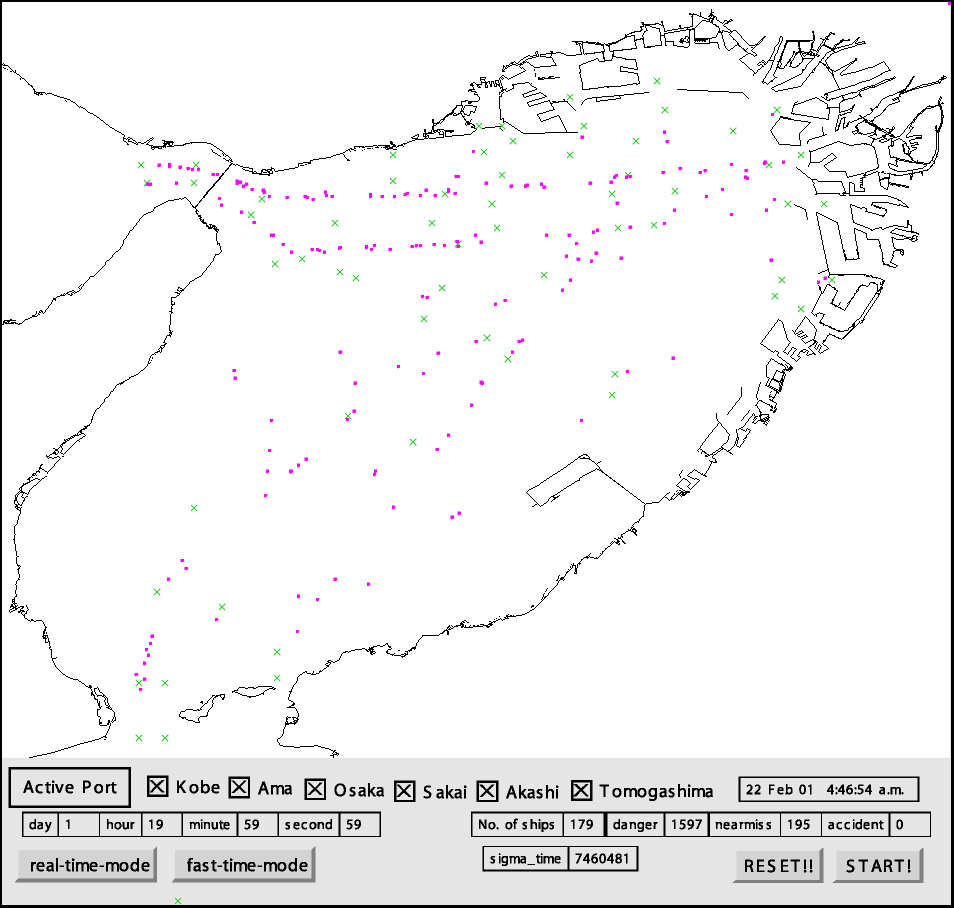 Active Port Kobe Ama Osaka Sakai Akashi Tomogashima 22 Feb 01 4:46:54 a.m.
day 1 hour 19 minute 59 second 59 No. of ships 179 danger 1597 nearmiss 195 accident 0
real-time-mode fast-time-mode sigma_time 7460481 RESET!! START!